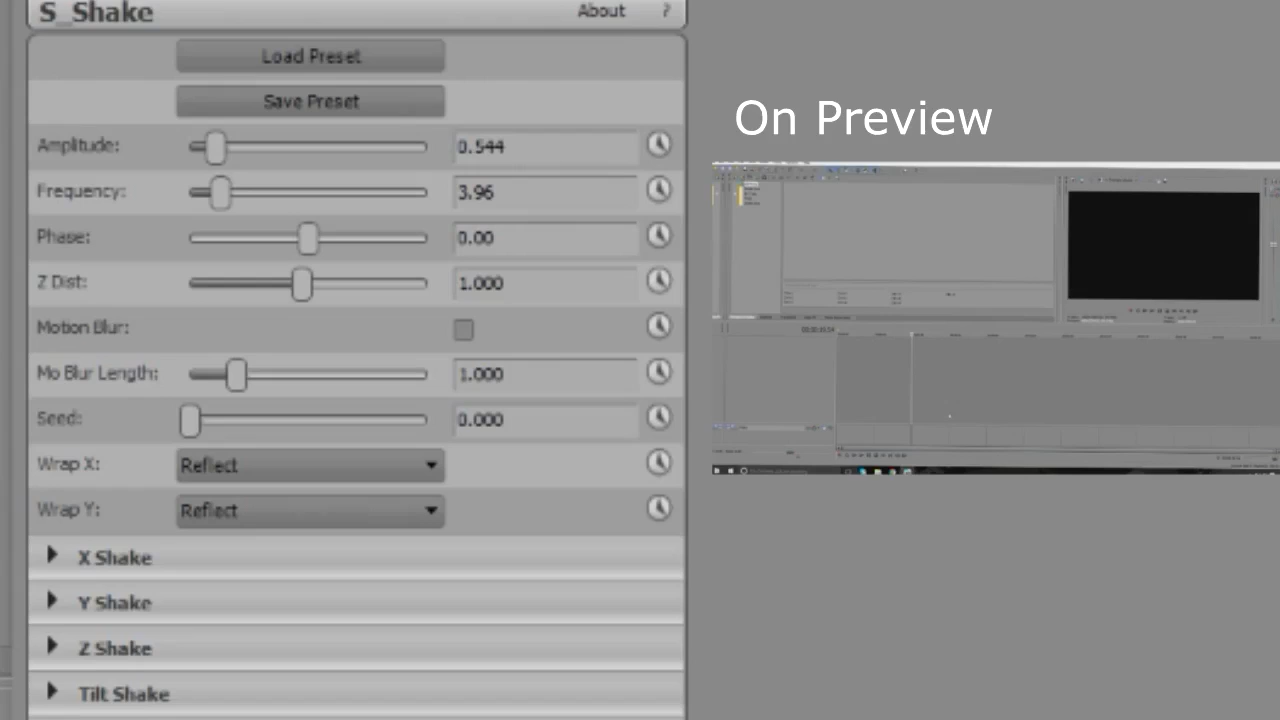 S_Shake About ?
Load Preset
Save Preset
Amplitude: 0.544
Frequency: 3.96
Phase: 0.00
Z Dist: 1.000
Motion Blur:
Mo Blur Length: 1.000
Seed: 0.000
Wrap X: Reflect
Wrap Y: Reflect
X Shake
Y Shake
Z Shake
Tilt Shake
On Preview